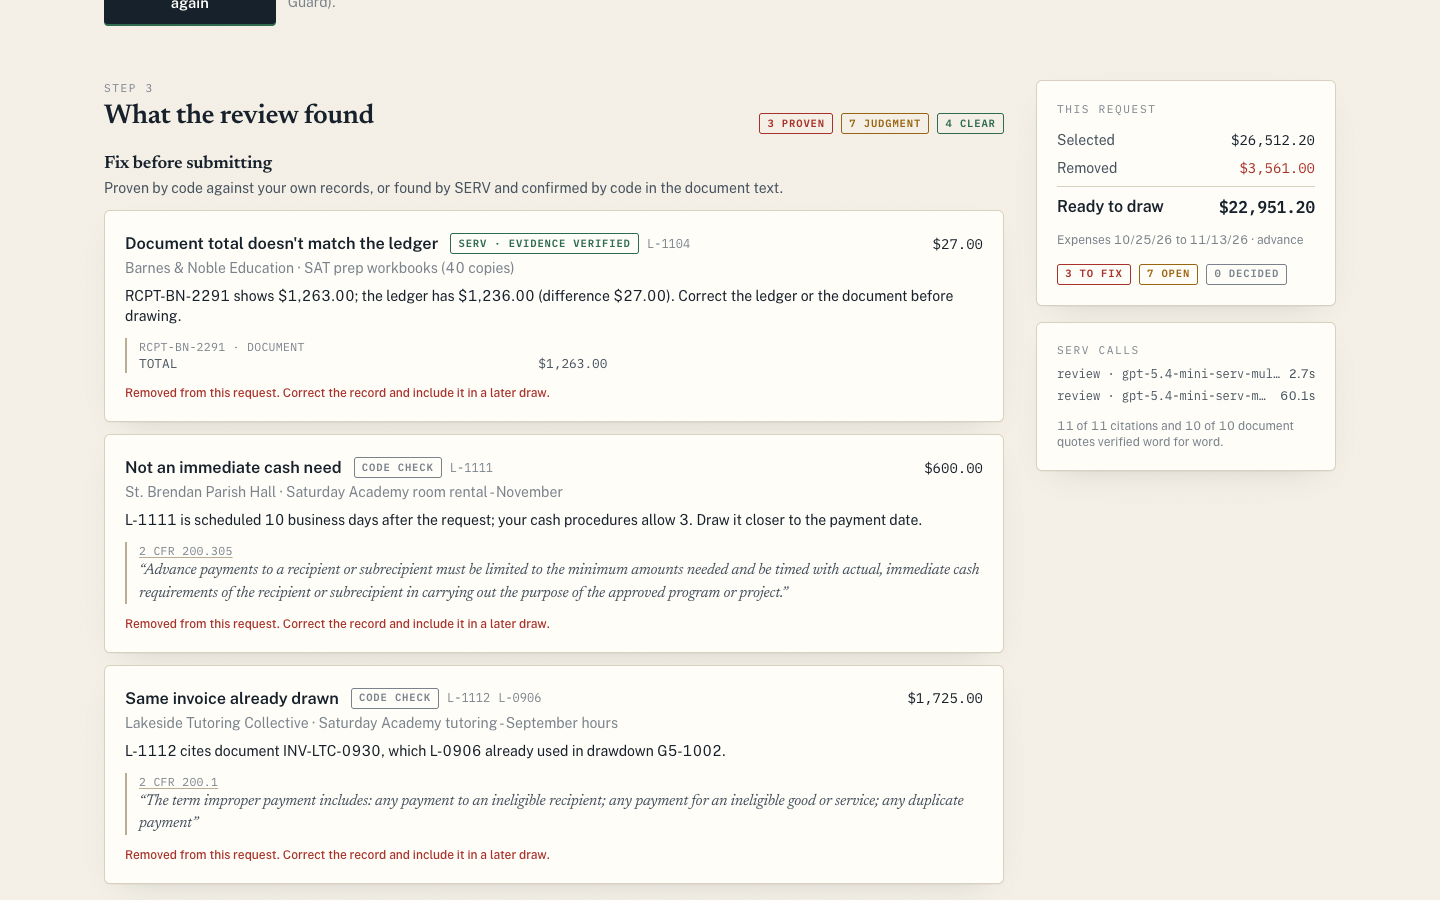 again
Guard).
STEP 3
What the review found
3 PROVEN
7 JUDGMENT
4 CLEAR
Fix before submitting
Proven by code against your own records, or found by SERV and confirmed by code in the document text.
Document total doesn't match the ledger SERV · EVIDENCE VERIFIED L-1104 $27.00
Barnes & Noble Education · SAT prep workbooks (40 copies)
RCPT-BN-2291 shows $1,263.00; the ledger has $1,236.00 (difference $27.00). Correct the ledger or the document before
drawing.
RCPT-BN-2291 · DOCUMENT
TOTAL $1,263.00
Removed from this request. Correct the record and include it in a later draw.
Not an immediate cash need CODE CHECK L-1111 $600.00
St. Brendan Parish Hall · Saturday Academy room rental - November
L-1111 is scheduled 10 business days after the request; your cash procedures allow 3. Draw it closer to the payment date.
2 CFR 200.305
“Advance payments to a recipient or subrecipient must be limited to the minimum amounts needed and be timed with actual, immediate cash
requirements of the recipient or subrecipient in carrying out the purpose of the approved program or project.”
Removed from this request. Correct the record and include it in a later draw.
Same invoice already drawn CODE CHECK L-1112 L-0906 $1,725.00
Lakeside Tutoring Collective · Saturday Academy tutoring - September hours
L-1112 cites document INV-LTC-0930, which L-0906 already used in drawdown G5-1002.
2 CFR 200.1
“The term improper payment includes: any payment to an ineligible recipient; any payment for an ineligible good or service; any duplicate
payment”
Removed from this request. Correct the record and include it in a later draw.
THIS REQUEST
Selected $26,512.20
Removed $3,561.00
Ready to draw $22,951.20
Expenses 10/25/26 to 11/13/26 · advance
3 TO FIX
7 OPEN
0 DECIDED
SERV CALLS
review · gpt-5.4-mini-serv-mul… 2.7s
review · gpt-5.4-mini-serv-m… 60.1s
11 of 11 citations and 10 of 10 document
quotes verified word for word.